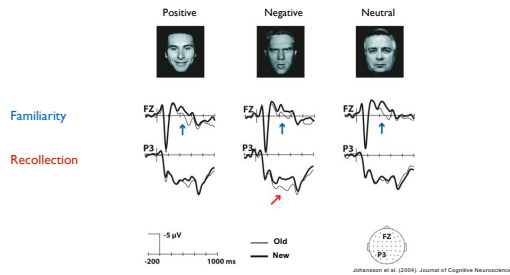 Positive Negative Neutral
Familiarity
FZ FZ FZ
Recollection
P3 P3 P3
-5 µV
-200 1000 ms
Old
New
FZ
P3
Johansson et al. (2004). Journal of Cognitive Neuroscience